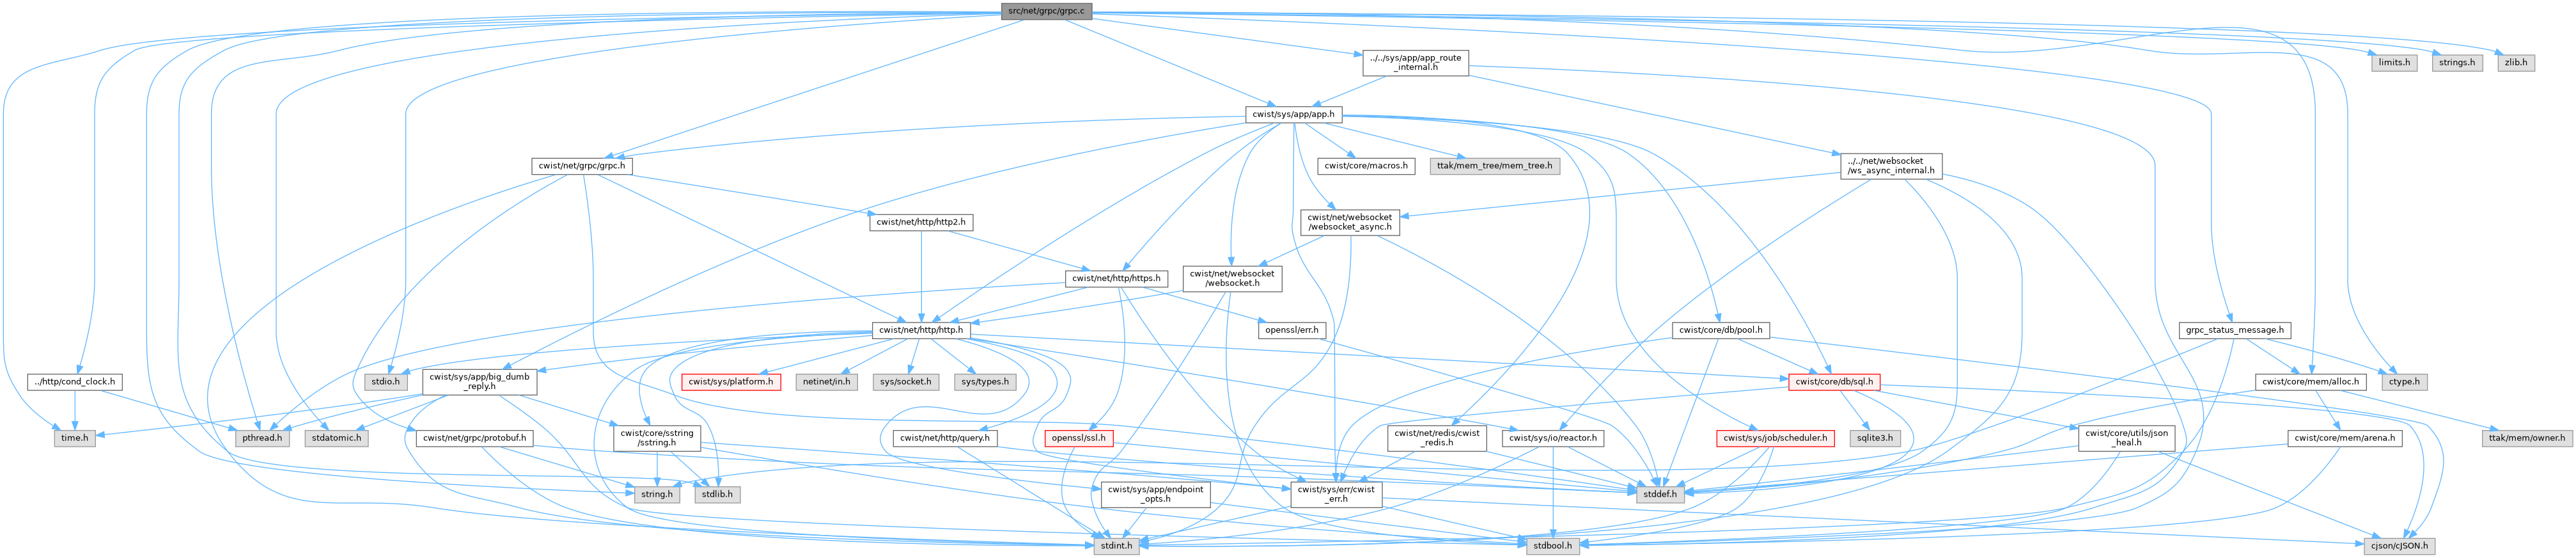 src/net/grpc/grpc.c
../../sys/app/app_route
_internal.h
limits.h
strings.h
zlib.h
cwist/sys/app/app.h
cwist/net/grpc/grpc.h
cwist/core/macros.h
ttak/mem_tree/mem_tree.h
../../net/websocket
/ws_async_internal.h
cwist/net/http/http2.h
cwist/net/websocket
/websocket_async.h
cwist/net/http/https.h
cwist/net/websocket
/websocket.h
cwist/net/http/http.h
openssl/err.h
cwist/core/db/pool.h
grpc_status_message.h
../http/cond_clock.h
stdio.h
cwist/sys/app/big_dumb
_reply.h
cwist/sys/platform.h
netinet/in.h
sys/socket.h
sys/types.h
cwist/core/db/sql.h
cwist/core/mem/alloc.h
ctype.h
time.h
pthread.h
stdatomic.h
cwist/net/grpc/protobuf.h
cwist/core/sstring
/sstring.h
cwist/net/http/query.h
openssl/ssl.h
cwist/net/redis/cwist
_redis.h
cwist/sys/io/reactor.h
cwist/sys/job/scheduler.h
sqlite3.h
cwist/core/utils/json
_heal.h
cwist/core/mem/arena.h
ttak/mem/owner.h
string.h
stdlib.h
cwist/sys/app/endpoint
_opts.h
cwist/sys/err/cwist
_err.h
stddef.h
stdint.h
stdbool.h
cjson/cJSON.h